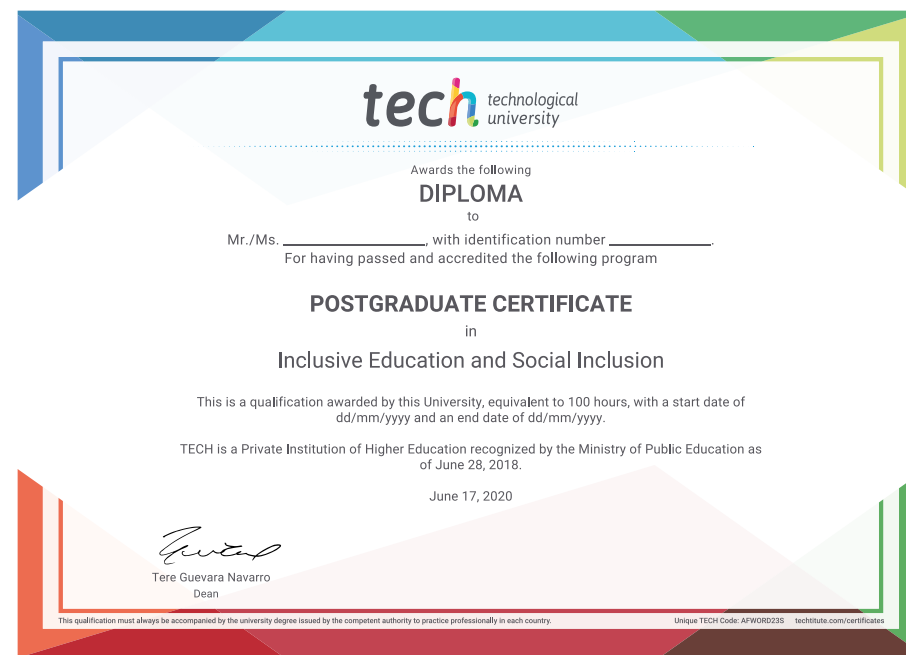 tech technological
university
Awards the following
DIPLOMA
to
Mr./Ms. ____________________, with identification number ______________.
For having passed and accredited the following program
POSTGRADUATE CERTIFICATE
in
Inclusive Education and Social Inclusion
This is a qualification awarded by this University, equivalent to 100 hours, with a start date of
dd/mm/yyyy and an end date of dd/mm/yyyy.
TECH is a Private Institution of Higher Education recognized by the Ministry of Public Education as
of June 28, 2018.
June 17, 2020
Tere Guevara Navarro
Dean
This qualification must always be accompanied by the university degree issued by the competent authority to practice professionally in each country.
Unique TECH Code: AFWORD23S techtitute.com/certificates